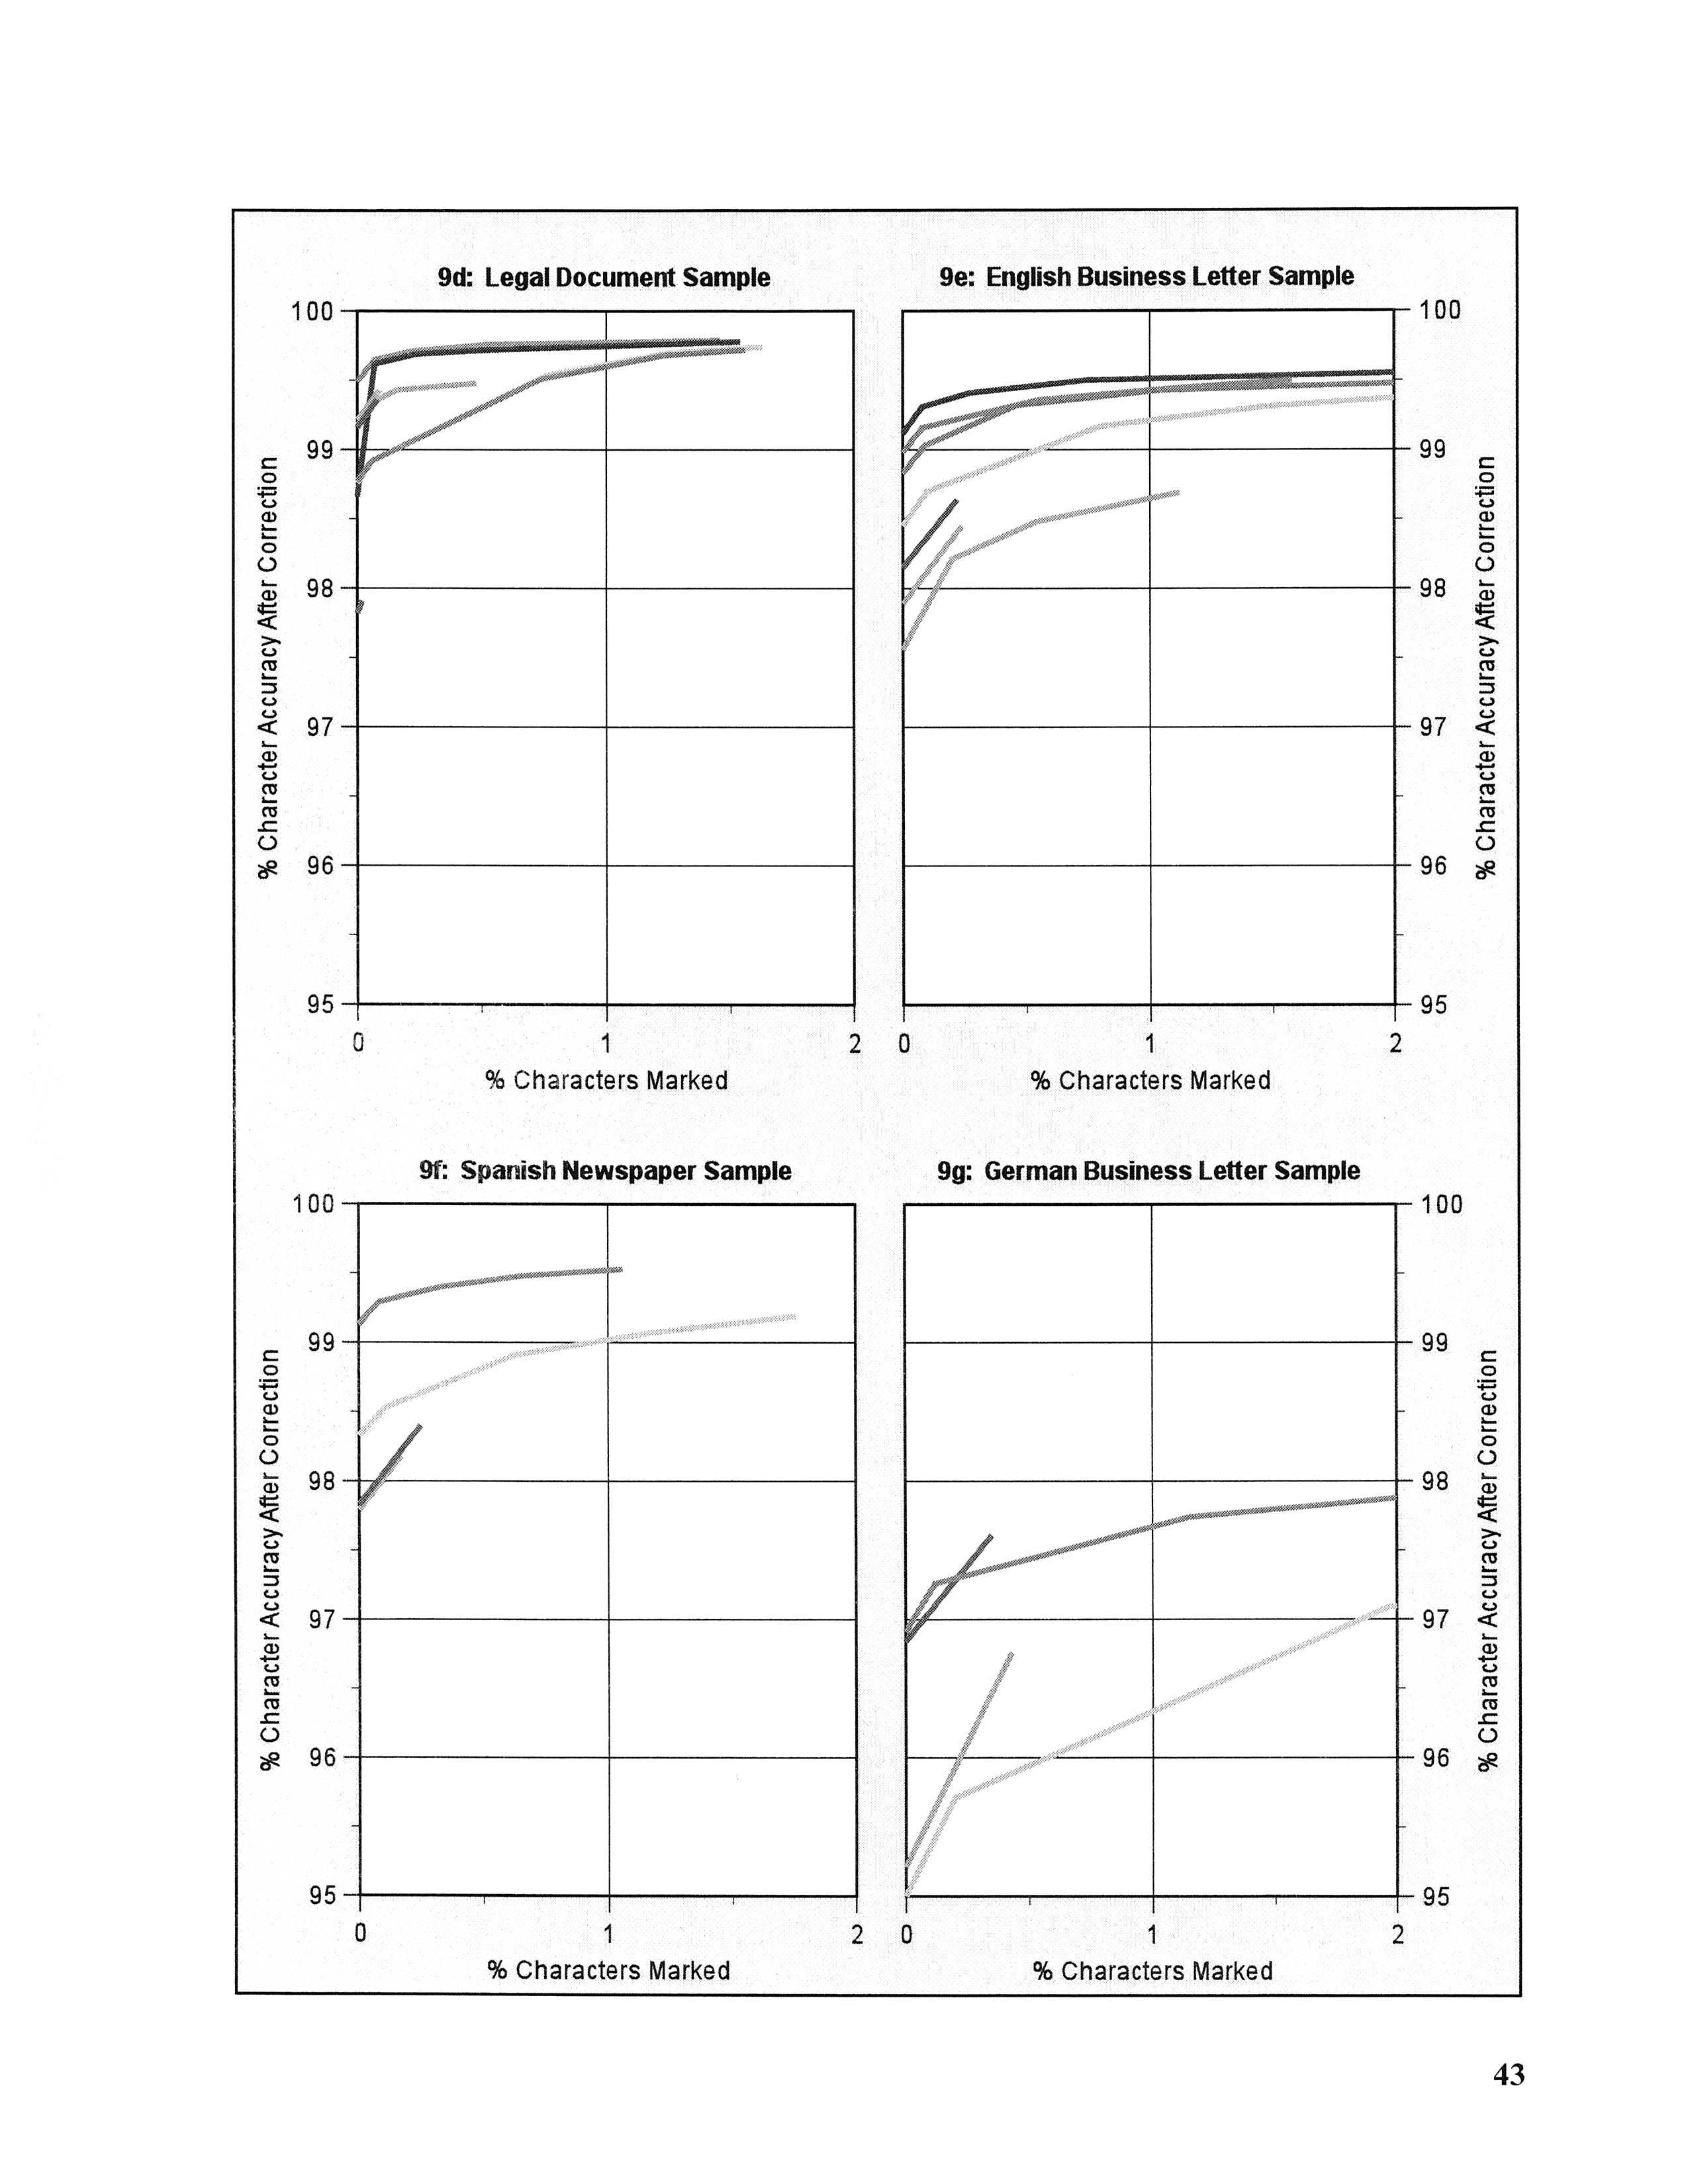 9d: Legal Document Sample
100
99
98
97
96
95
% Character Accuracy After Correction
0 1 2
% Characters Marked
9e: English Business Letter Sample
100
99
98
97
96
95
% Character Accuracy After Correction
0 1 2
% Characters Marked
9f: Spanish Newspaper Sample
100
99
98
97
96
95
% Character Accuracy After Correction
0 1 2
% Characters Marked
9g: German Business Letter Sample
100
99
98
97
96
95
% Character Accuracy After Correction
0 1 2
% Characters Marked
43